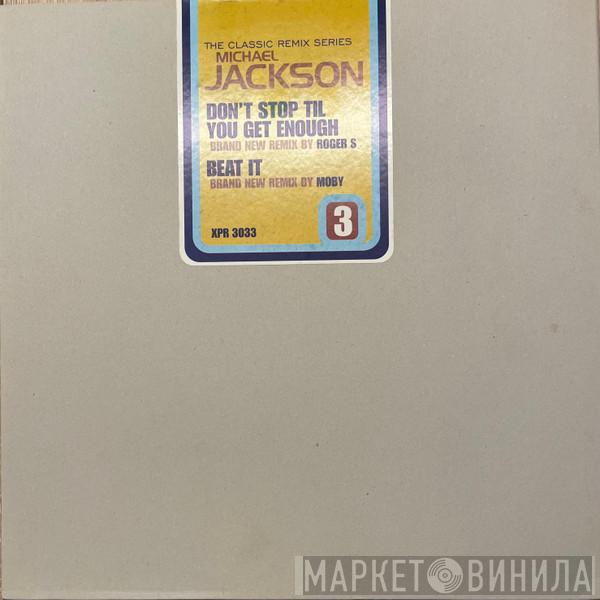 THE CLASSIC REMIX SERIES
MICHAEL
JACKSON
DON'T STOP TIL
YOU GET ENOUGH
BRAND NEW REMIX BY ROGER S
BEAT IT
BRAND NEW REMIX BY MOBY
3
XPR 3033
МАРКЕТ ВИНИЛА